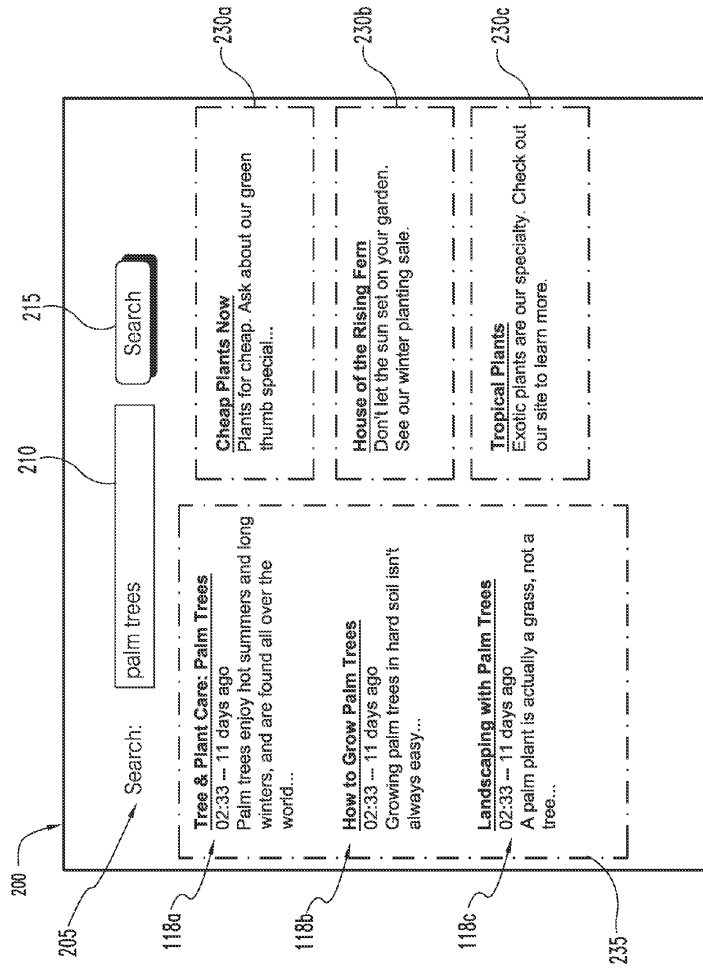 200
205
210
215
Search:
palm trees
Search
118a
Tree & Plant Care: Palm Trees
02:33 -- 11 days ago
Palm trees enjoy hot summers and long
winters, and are found all over the
world...
118b
How to Grow Palm Trees
02:33 -- 11 days ago
Growing palm trees in hard soil isn't
always easy...
118c
Landscaping with Palm Trees
02:33 -- 11 days ago
A palm plant is actually a grass, not a
tree...
235
Cheap Plants Now
Plants for cheap. Ask about our green
thumb special...
230a
House of the Rising Fern
Don't let the sun set on your garden.
See our winter planting sale.
230b
Tropical Plants
Exotic plants are our specialty. Check out
our site to learn more.
230c